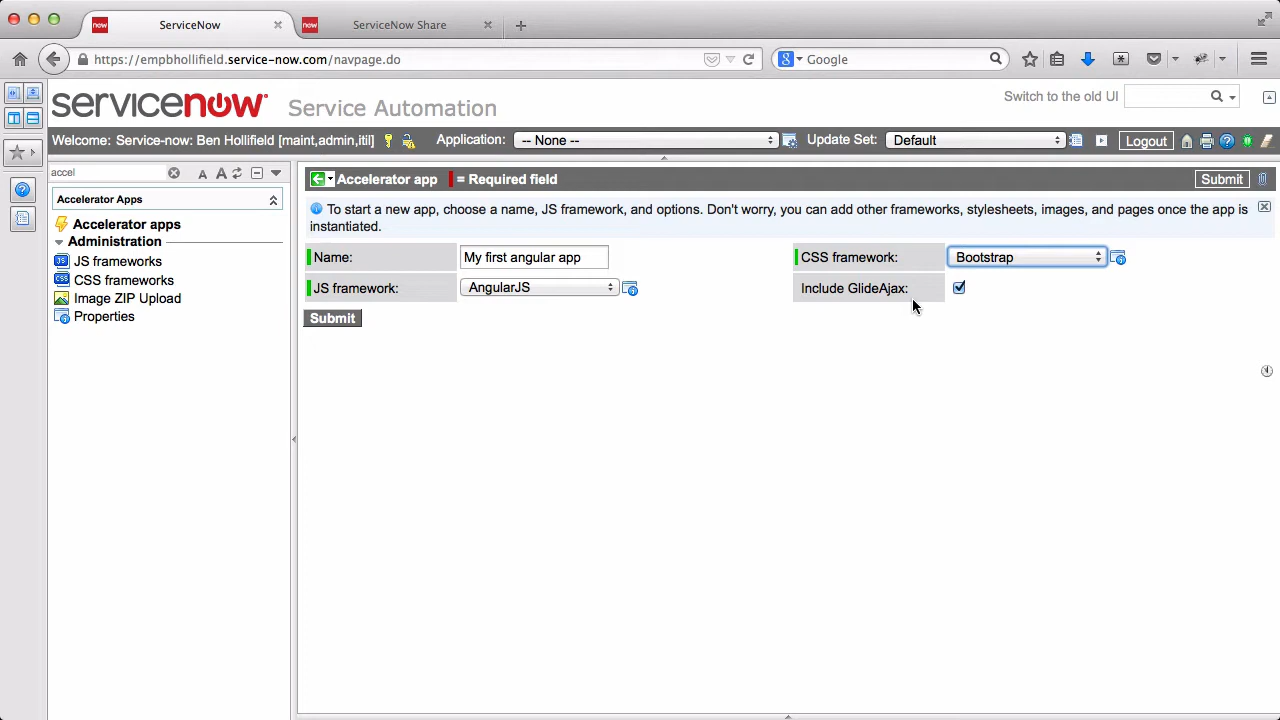 ServiceNow
ServiceNow Share
https://empbhollifield.service-now.com/navpage.do
Google
servicenow Service Automation
Switch to the old UI
Welcome: Service-now: Ben Hollifield [maint,admin,itil]
Application: -- None --
Update Set: Default
Logout
accel
A A
Accelerator Apps
Accelerator apps
Administration
JS frameworks
CSS frameworks
Image ZIP Upload
Properties
Accelerator app = Required field
Submit
To start a new app, choose a name, JS framework, and options. Don't worry, you can add other frameworks, stylesheets, images, and pages once the app is
instantiated.
Name: My first angular app
CSS framework: Bootstrap
JS framework: AngularJS
Include GlideAjax:
Submit